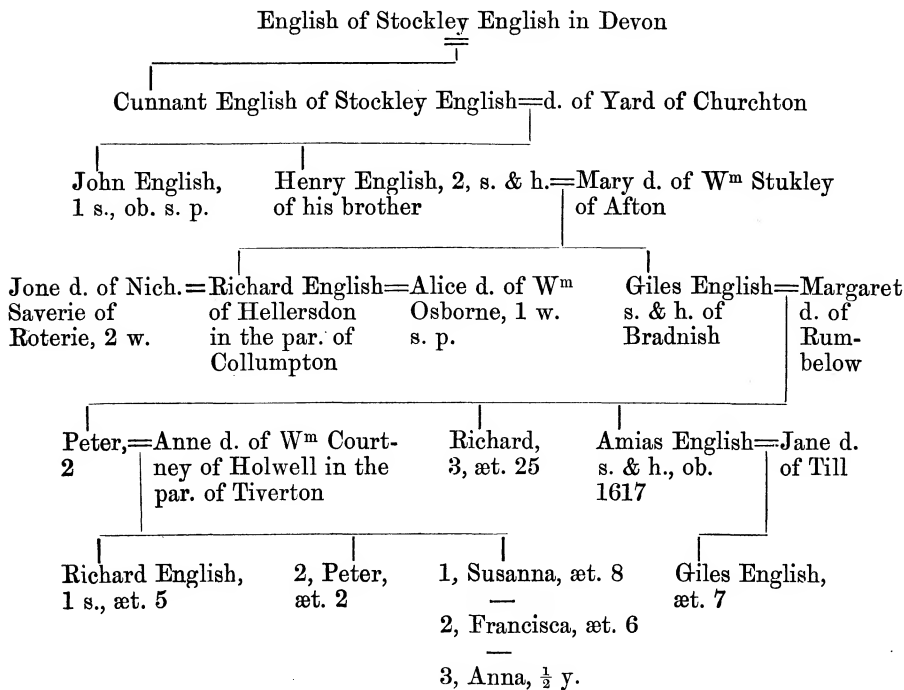 English of Stockley English in Devon
Cunnant English of Stockley English=d. of Yard of Churchton
John English,
1 s., ob. s. p.
Henry English, 2, s. & h.=Mary d. of Wᵐ Stukley
of his brother
of Afton
Jone d. of Nich.=Richard English=Alice d. of Wᵐ
Saverie of
of Hellersdon
Osborne, 1 w.
Roterie, 2 w.
in the par. of
s. p.
Collumpton
Giles English=Margaret
s. & h. of
d. of
Bradnish
Rum-
below
Peter,=Anne d. of Wᵐ Court-
2
ney of Holwell in the
par. of Tiverton
Richard,
3, æt. 25
Amias English=Jane d.
s. & h., ob.
of Till
1617
Richard English,
1 s., æt. 5
2, Peter,
æt. 2
1, Susanna, æt. 8
2, Francisca, æt. 6
3, Anna, ½ y.
Giles English,
æt. 7